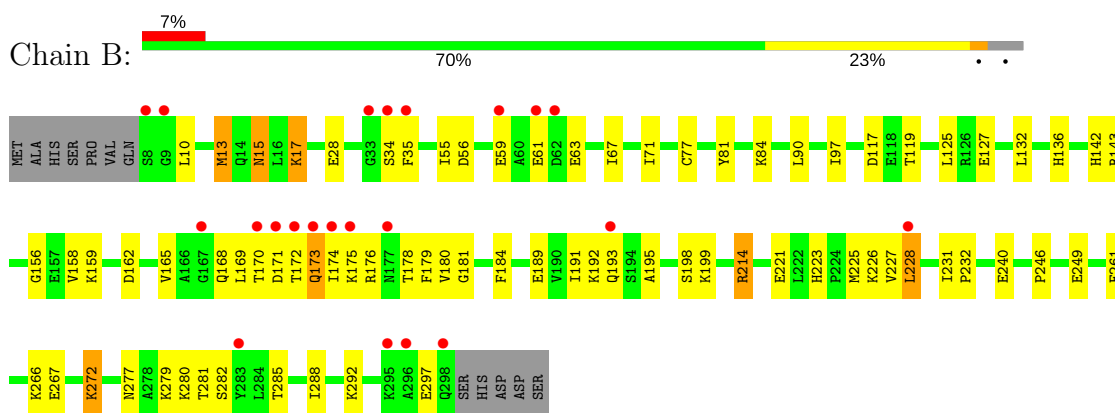 7%
Chain B:
70% 23% • •
MET ALA HIS SER PRO VAL GLN S8 G9 L10 M13 Q14 N15 L16 K17 E28 G33 S34 F35 I55 D56 E59 A60 E61 D62 E63 I67 I71 C77 Y81 K84 L90 I97 D117 E118 T119 L125 R126 E127 L132 H136 H142
G156 E157 V158 K159 D162 V165 A166 G167 Q168 L169 T170 D171 T172 Q173 I174 K175 R176 N177 T178 F179 V180 G181 F184 E189 V190 I191 K192 Q193 S194 A195 S198 K199 R214 E221 L222 H223 P224 M225 K226 V227 L228 I231 P232 E240 P246 E249
K266 E267 K272 N277 A278 K279 K280 T281 S282 Y283 L284 T285 I288 K292 K295 A296 E297 Q298 SER HIS ASP ASP SER